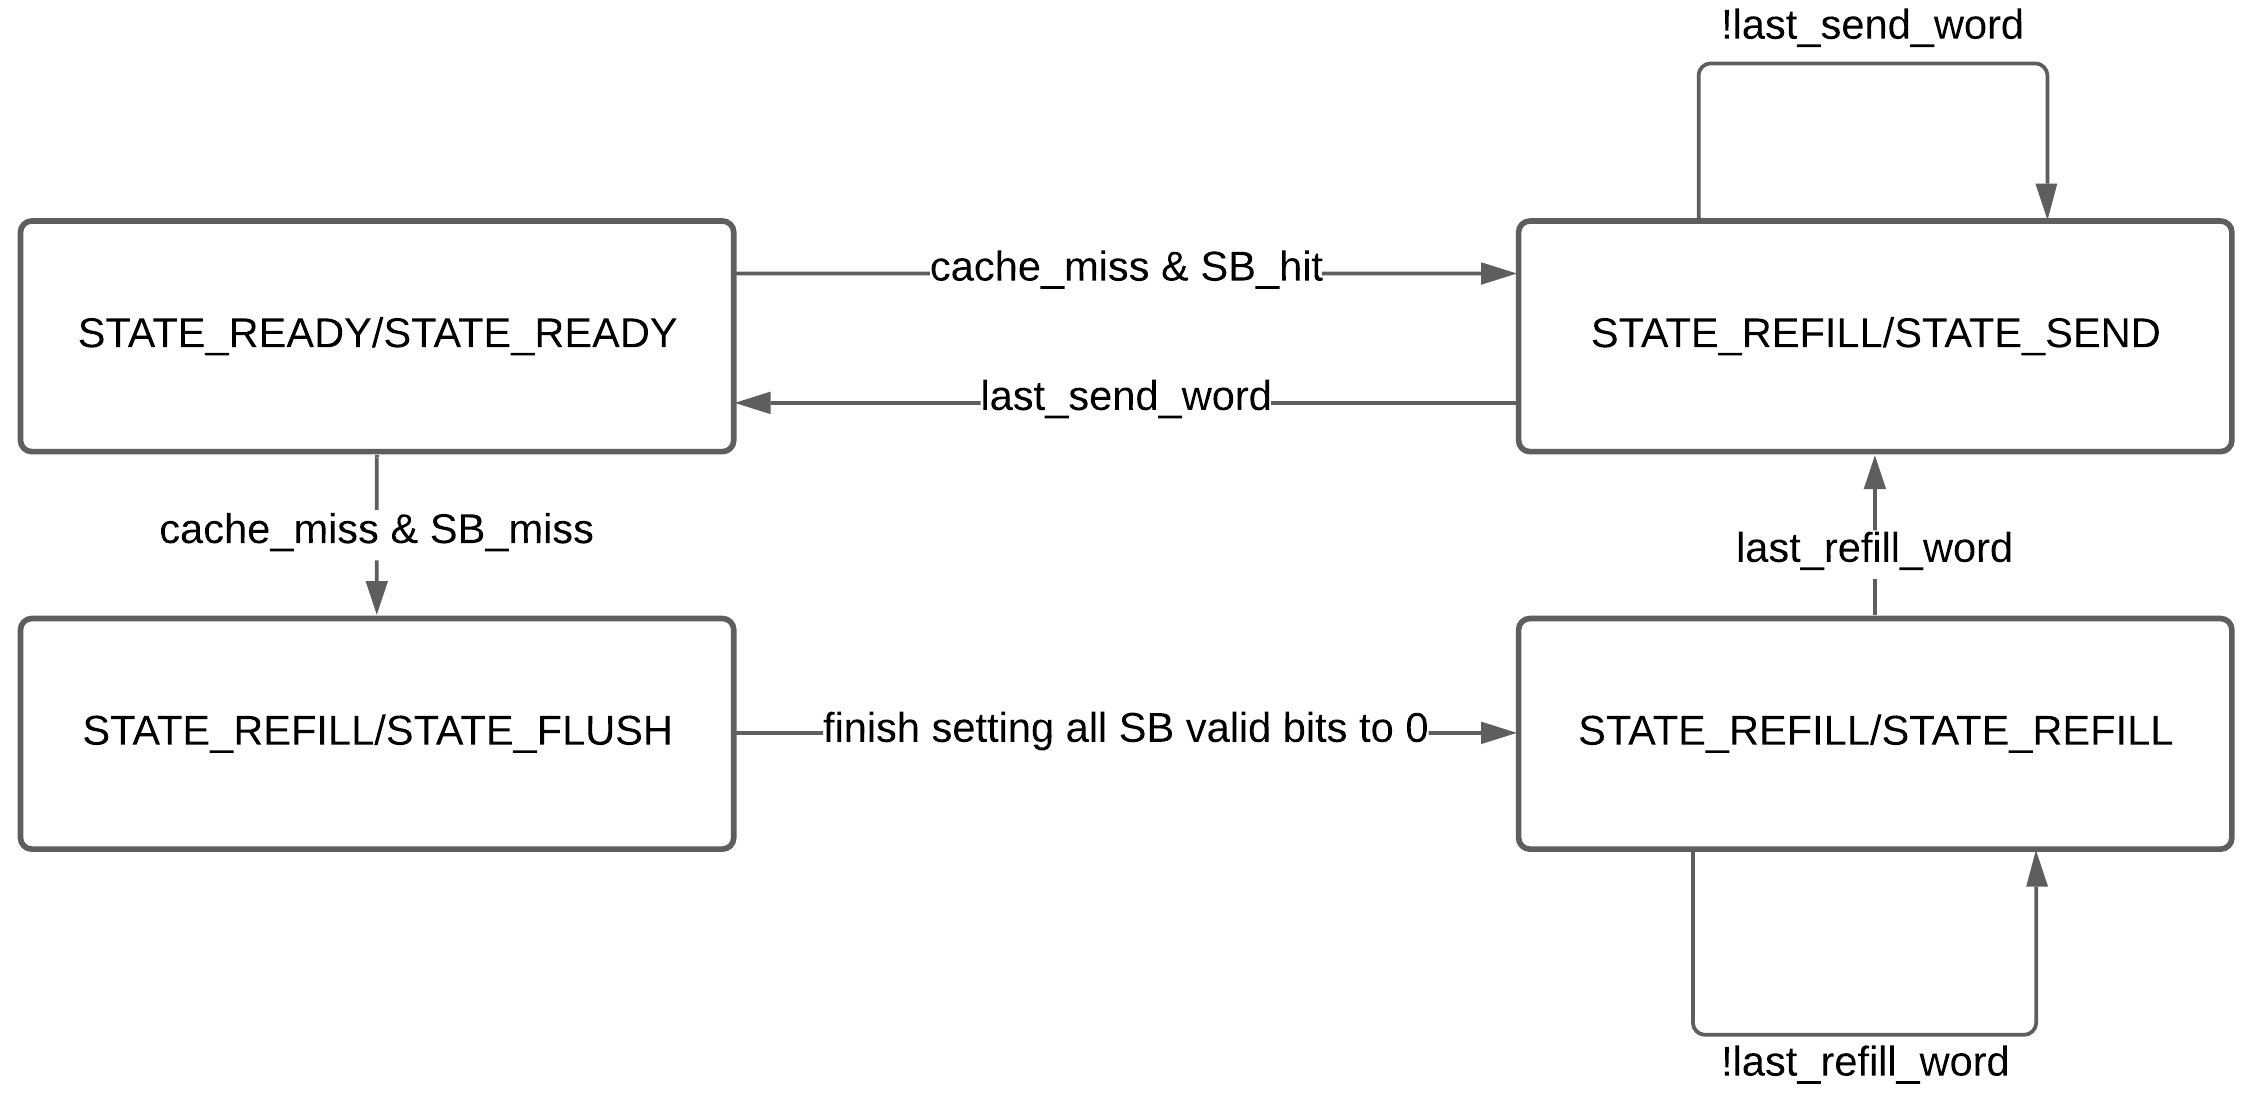 !last_send_word
cache_miss & SB_hit
STATE_READY/STATE_READY
STATE_REFILL/STATE_SEND
last_send_word
cache_miss & SB_miss
last_refill_word
STATE_REFILL/STATE_FLUSH
finish setting all SB valid bits to 0
STATE_REFILL/STATE_REFILL
!last_refill_word